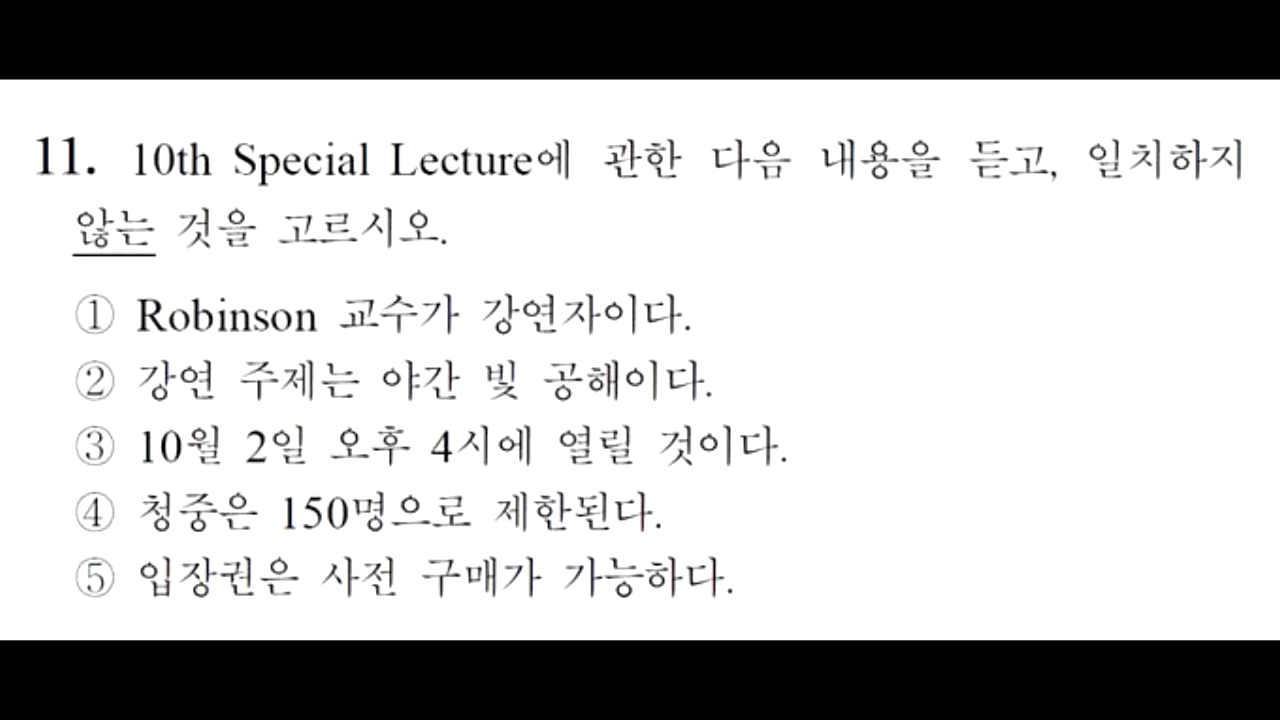 11. 10th Special Lecture에 관한 다음 내용을 듣고, 일치하지
않는 것을 고르시오.
① Robinson 교수가 강연자이다.
② 강연 주제는 야간 빛 공해이다.
③ 10월 2일 오후 4시에 열릴 것이다.
④ 청중은 150명으로 제한된다.
⑤ 입장권은 사전 구매가 가능하다.